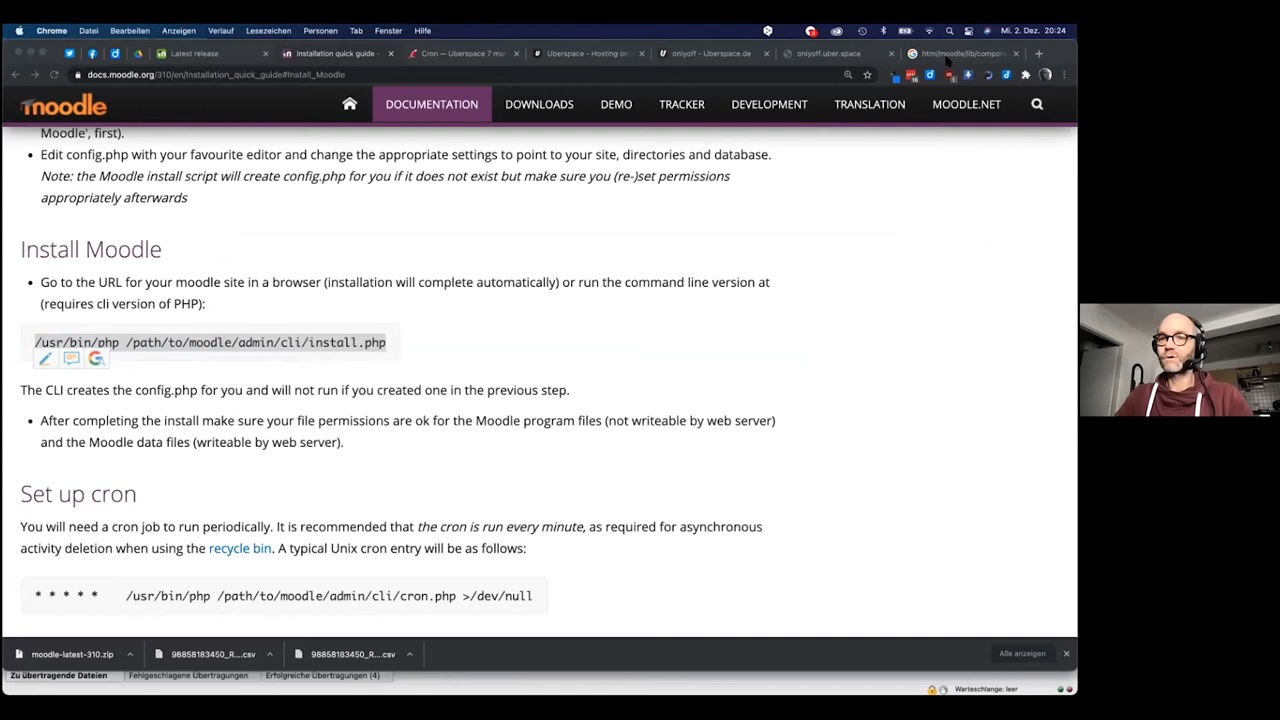 Chrome Datei Bearbeiten Anzeigen Verlauf Lesezeichen Personen Tab Fenster Hilfe Mi. 2. Dez. 20:24
Latest release Installation quick guide - Cron — Uberspace 7 ma Uberspace - Hosting on onlyoff - Uberspace.de onlyoff.uber.space html/moodle/lib/compon
docs.moodle.org/310/en/Installation_quick_guide#Install_Moodle
moodle DOCUMENTATION DOWNLOADS DEMO TRACKER DEVELOPMENT TRANSLATION MOODLE.NET
Moodle', first).
• Edit config.php with your favourite editor and change the appropriate settings to point to your site, directories and database.
Note: the Moodle install script will create config.php for you if it does not exist but make sure you (re-)set permissions
appropriately afterwards
Install Moodle
• Go to the URL for your moodle site in a browser (installation will complete automatically) or run the command line version at
(requires cli version of PHP):
/usr/bin/php /path/to/moodle/admin/cli/install.php
The CLI creates the config.php for you and will not run if you created one in the previous step.
• After completing the install make sure your file permissions are ok for the Moodle program files (not writeable by web server)
and the Moodle data files (writeable by web server).
Set up cron
You will need a cron job to run periodically. It is recommended that the cron is run every minute, as required for asynchronous
activity deletion when using the recycle bin. A typical Unix cron entry will be as follows:
* * * * * /usr/bin/php /path/to/moodle/admin/cli/cron.php >/dev/null
moodle-latest-310.zip 98858183450_R....csv 98858183450_R....csv Alle anzeigen
Zu übertragende Dateien Fehlgeschlagene Übertragungen Erfolgreiche Übertragungen (4)
Warteschlange: leer